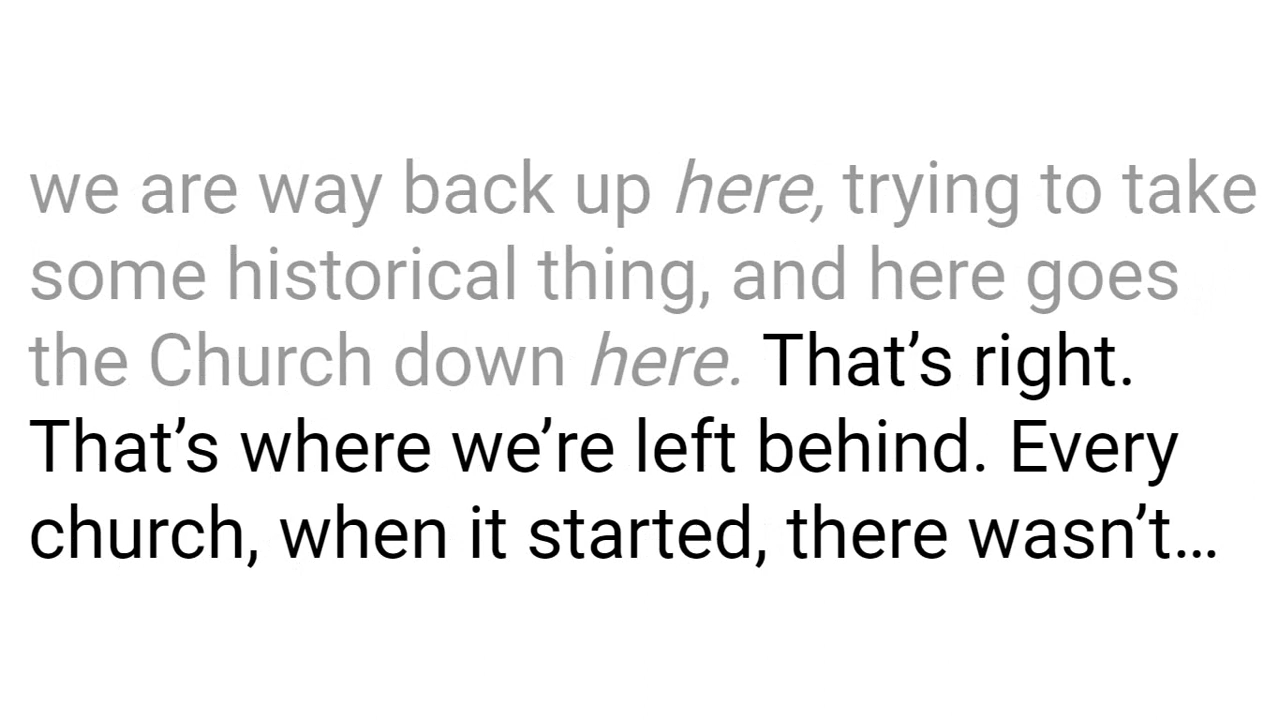 we are way back up here, trying to take
some historical thing, and here goes
the Church down here. That’s right.
That’s where we’re left behind. Every
church, when it started, there wasn’t…